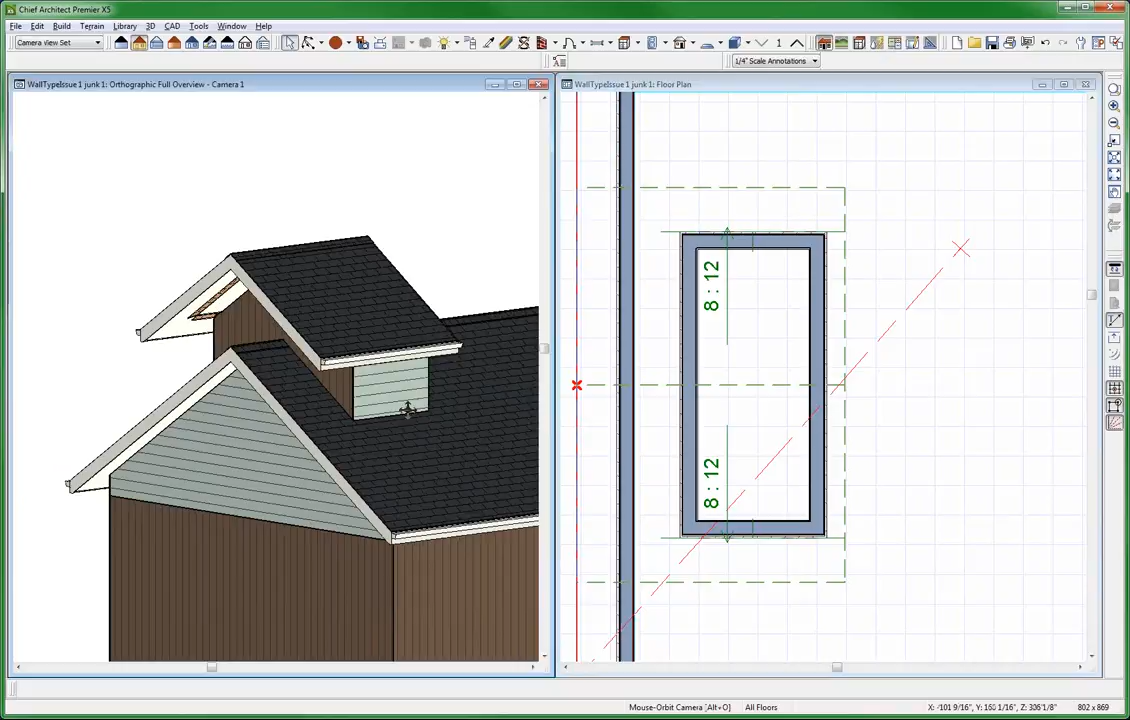 Chief Architect Premier X5
File Edit Build Terrain Library 3D CAD Tools Window Help
Camera View Set
1/4" Scale Annotations
WallTypeIssue 1 junk 1: Orthographic Full Overview - Camera 1
WallTypeIssue 1 junk 1: Floor Plan
8 : 12
8 : 12
Mouse-Orbit Camera [Alt+O] All Floors 802 x 869